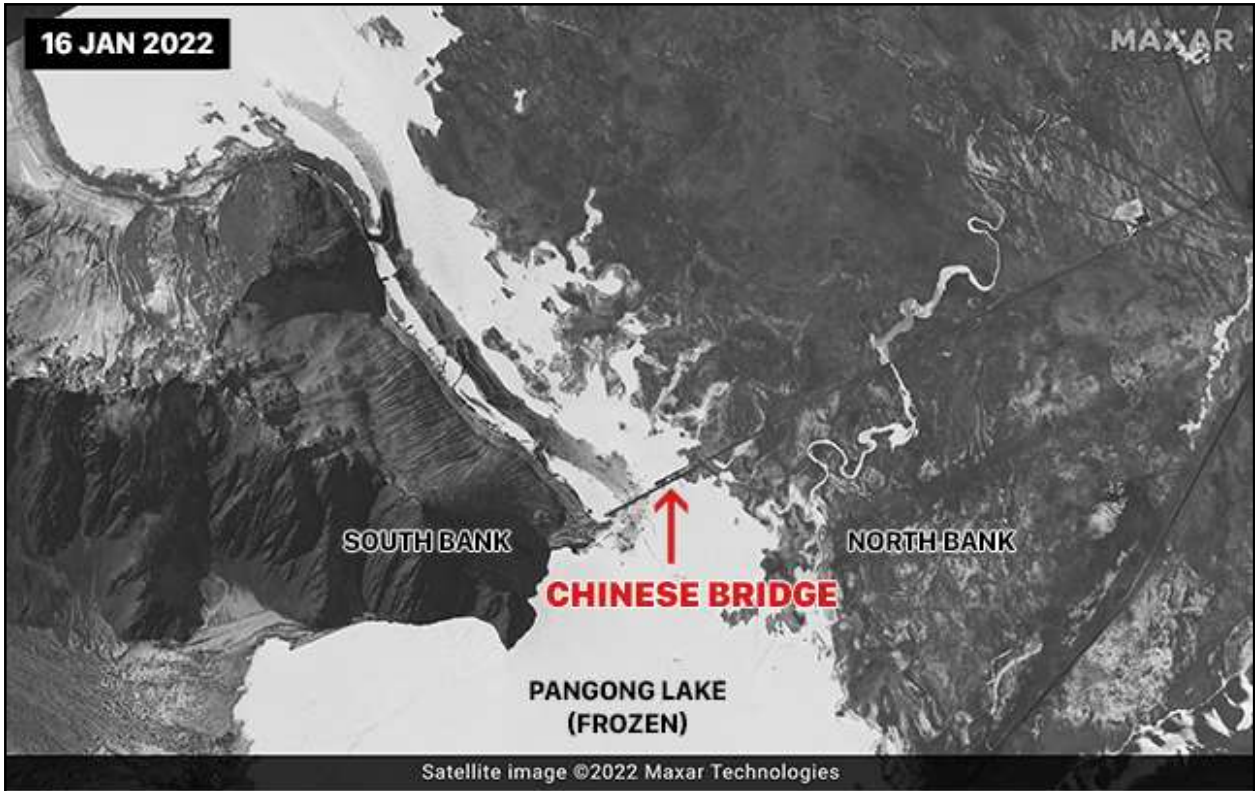 16 JAN 2022
MAXAR
SOUTH BANK
NORTH BANK
CHINESE BRIDGE
PANGONG LAKE
(FROZEN)
Satellite image ©2022 Maxar Technologies